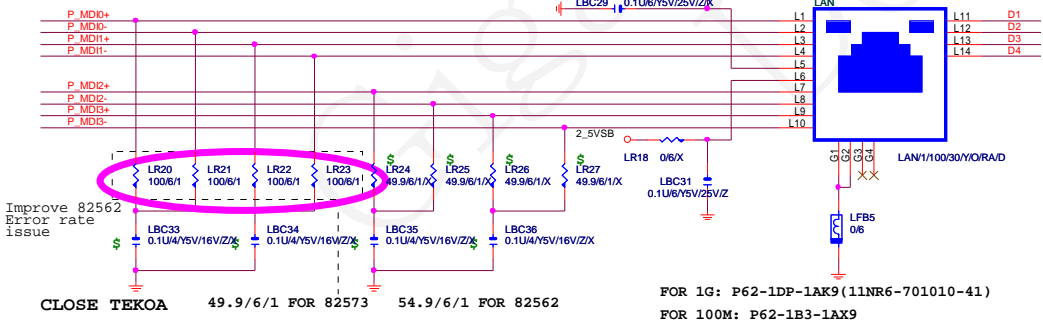 LBC29 0.1U/6/Y5V/25V/Z/X
LAN
P_MDI0+
P_MDI0-
P_MDI1+
P_MDI1-
P_MDI2+
P_MDI2-
P_MDI3+
P_MDI3-
L1
L2
L3
L4
L5
L6
L7
L8
L9
L10
L11 D1
L12 D2
L13 D3
L14 D4
G1 G2 G3 G4
LAN/1/100/30/Y/O/RA/D
2_5VSB
LR18 0/6/X
LBC31
0.1U/6/Y5V/25V/Z
LFB5
0/6
LR20
100/6/1
LR21
100/6/1
LR22
100/6/1
LR23
100/6/1
$
LR24
49.9/6/1/X
$
LR25
49.9/6/1/X
$
LR26
49.9/6/1/X
$
LR27
49.9/6/1/X
Improve 82562
Error rate
issue
$
LBC33
0.1U/4/Y5V/16V/Z/X
$
LBC34
0.1U/4/Y5V/16V/Z/X
$
LBC35
0.1U/4/Y5V/16V/Z/X
$
LBC36
0.1U/4/Y5V/16V/Z/X
CLOSE TEKOA 49.9/6/1 FOR 82573 54.9/6/1 FOR 82562
FOR 1G: P62-1DP-1AK9(11NR6-701010-41)
FOR 100M: P62-1B3-1AX9